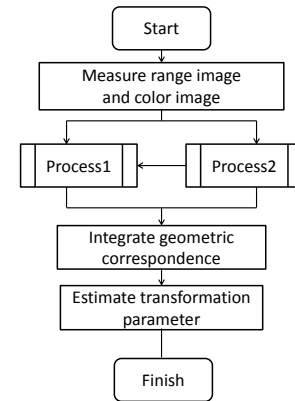 Start
Measure range image
and color image
Process1
Process2
Integrate geometric
correspondence
Estimate transformation
parameter
Finish